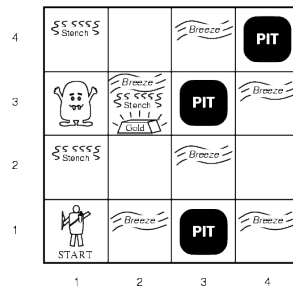 4
Stench
Breeze
PIT
3
Breeze
Stench
Gold
PIT
Breeze
2
Stench
Breeze
1
START
Breeze
PIT
Breeze
1 2 3 4